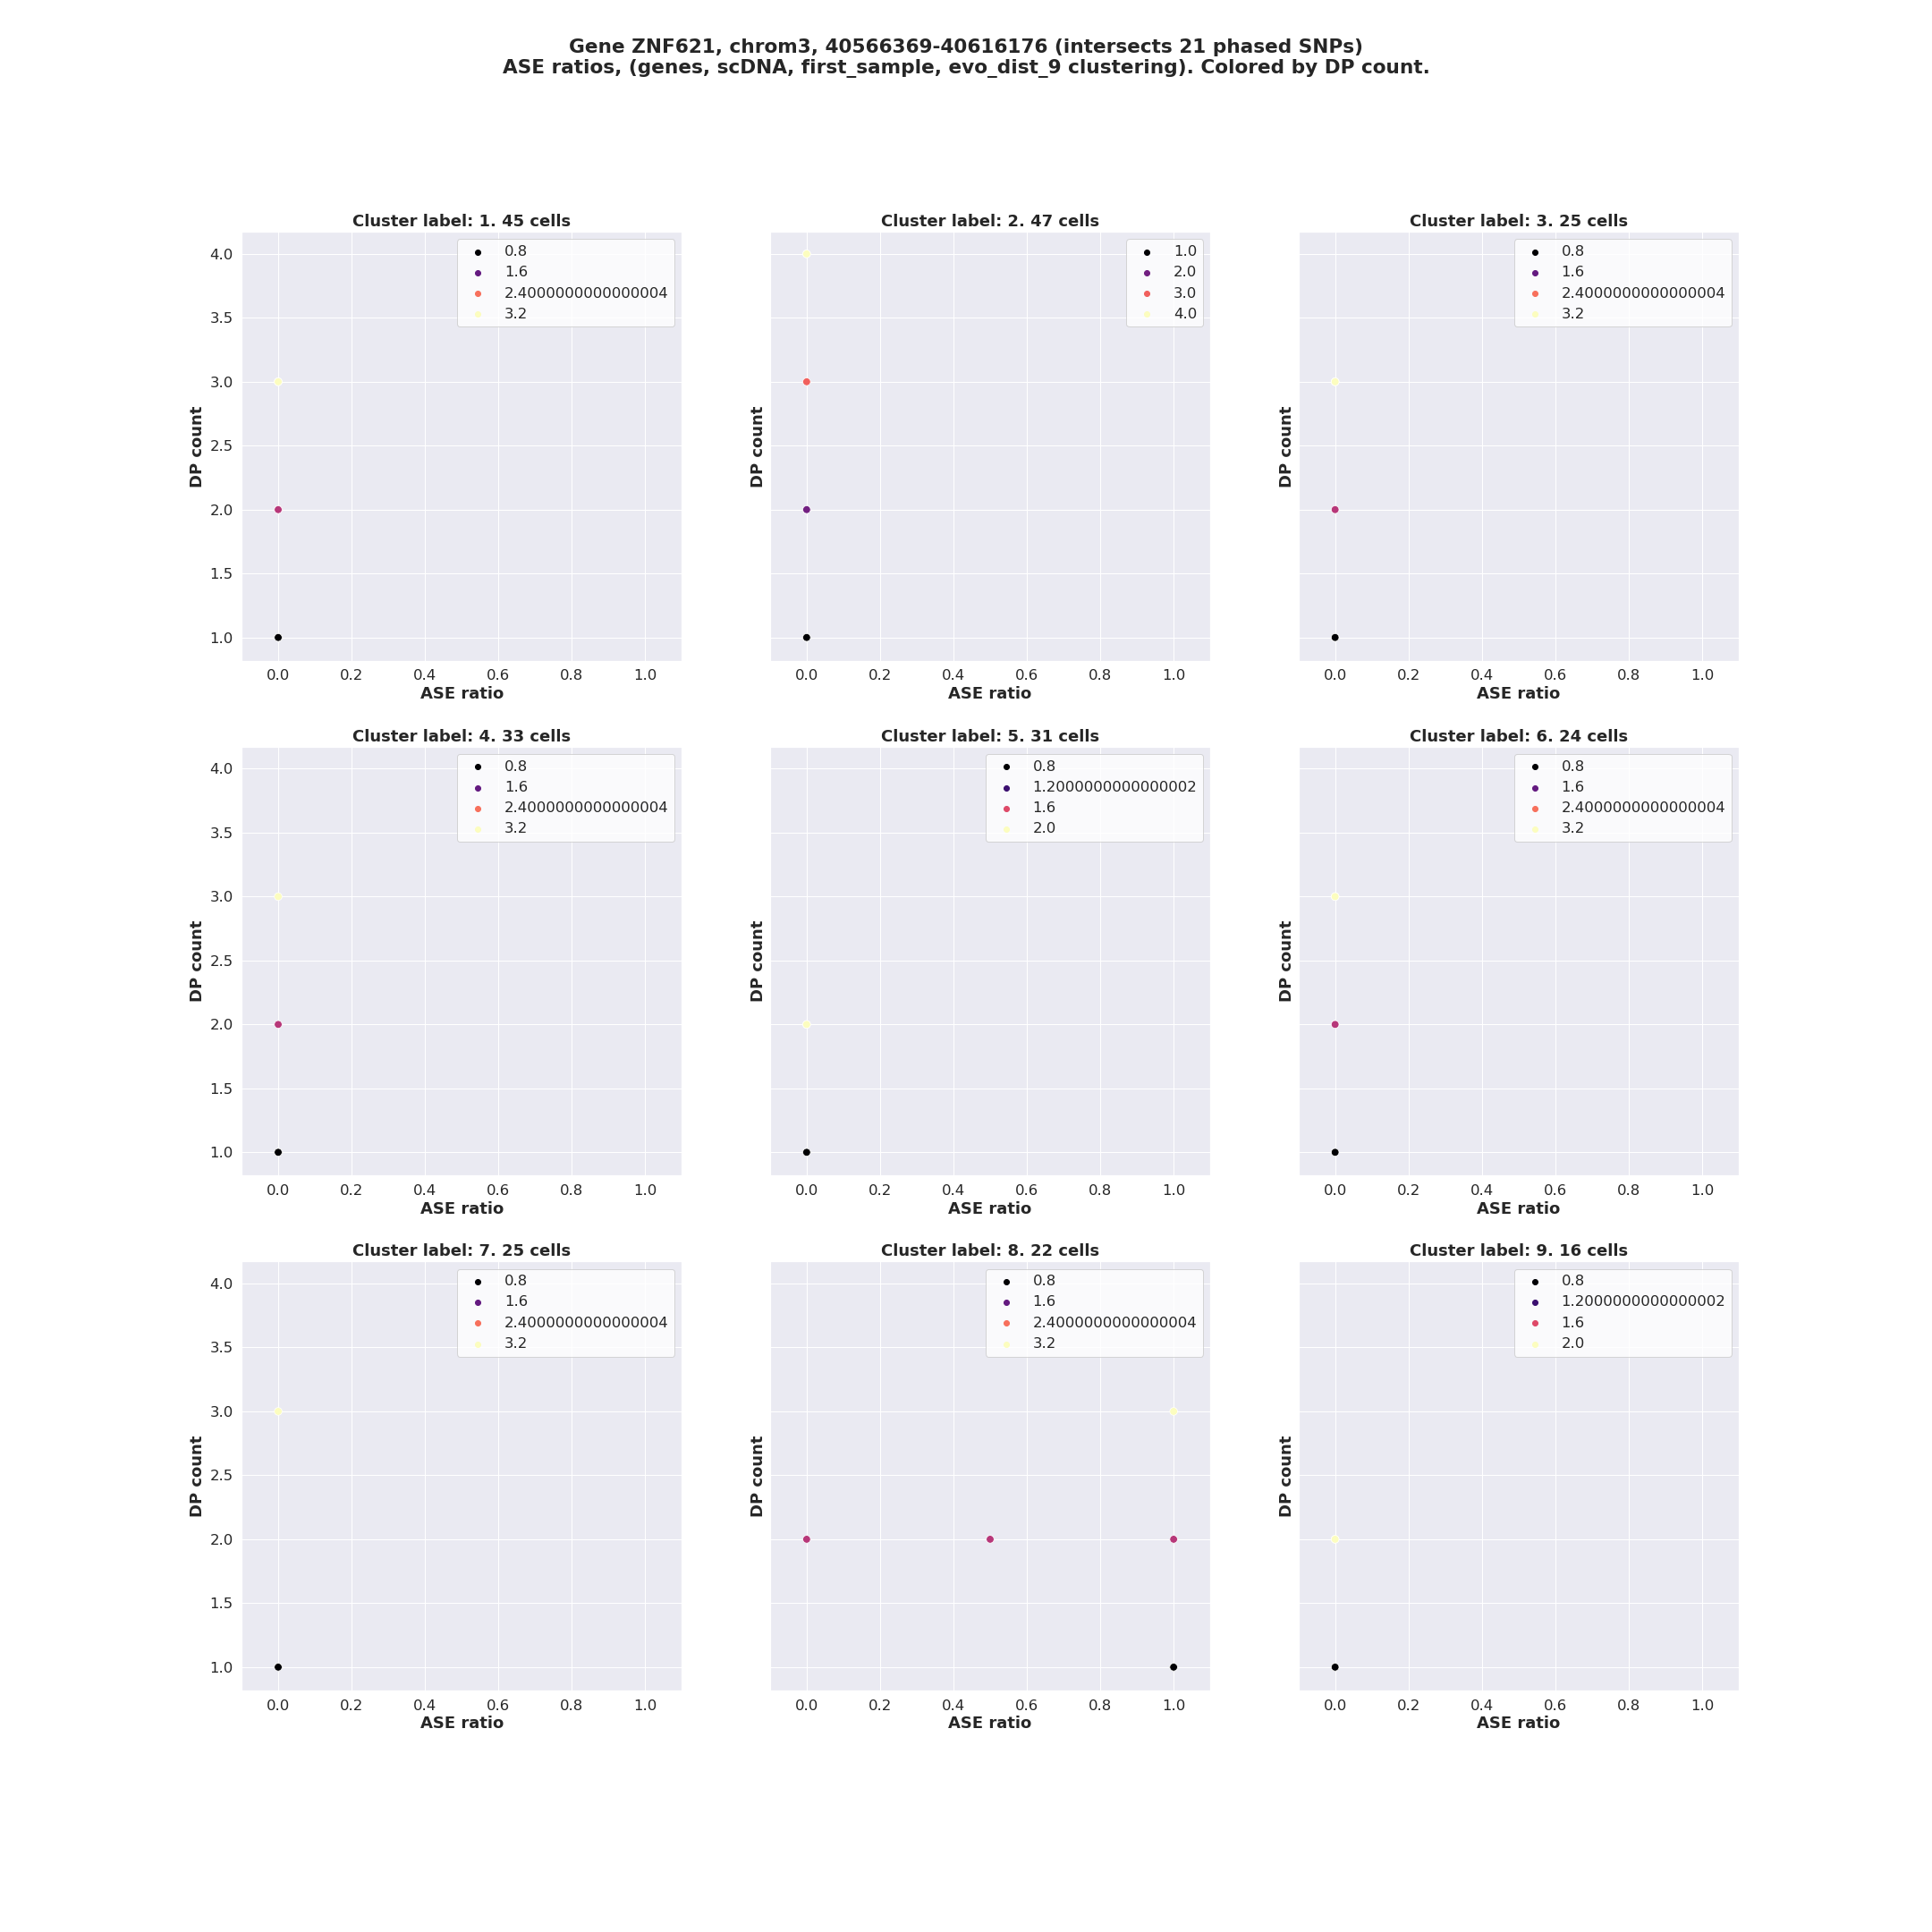 Gene ZNF621, chrom3, 40566369-40616176 (intersects 21 phased SNPs)
ASE ratios, (genes, scDNA, first_sample, evo_dist_9 clustering). Colored by DP count.
Cluster label: 1. 45 cells
0.8
1.6
2.4000000000000004
3.2
4.0
3.5
3.0
2.5
2.0
1.5
1.0
DP count
0.0 0.2 0.4 0.6 0.8 1.0
ASE ratio
Cluster label: 2. 47 cells
1.0
2.0
3.0
4.0
DP count
0.0 0.2 0.4 0.6 0.8 1.0
ASE ratio
Cluster label: 3. 25 cells
0.8
1.6
2.4000000000000004
3.2
DP count
0.0 0.2 0.4 0.6 0.8 1.0
ASE ratio
Cluster label: 4. 33 cells
0.8
1.6
2.4000000000000004
3.2
4.0
3.5
3.0
2.5
2.0
1.5
1.0
DP count
0.0 0.2 0.4 0.6 0.8 1.0
ASE ratio
Cluster label: 5. 31 cells
0.8
1.2000000000000002
1.6
2.0
DP count
0.0 0.2 0.4 0.6 0.8 1.0
ASE ratio
Cluster label: 6. 24 cells
0.8
1.6
2.4000000000000004
3.2
DP count
0.0 0.2 0.4 0.6 0.8 1.0
ASE ratio
Cluster label: 7. 25 cells
0.8
1.6
2.4000000000000004
3.2
4.0
3.5
3.0
2.5
2.0
1.5
1.0
DP count
0.0 0.2 0.4 0.6 0.8 1.0
ASE ratio
Cluster label: 8. 22 cells
0.8
1.6
2.4000000000000004
3.2
DP count
0.0 0.2 0.4 0.6 0.8 1.0
ASE ratio
Cluster label: 9. 16 cells
0.8
1.2000000000000002
1.6
2.0
DP count
0.0 0.2 0.4 0.6 0.8 1.0
ASE ratio